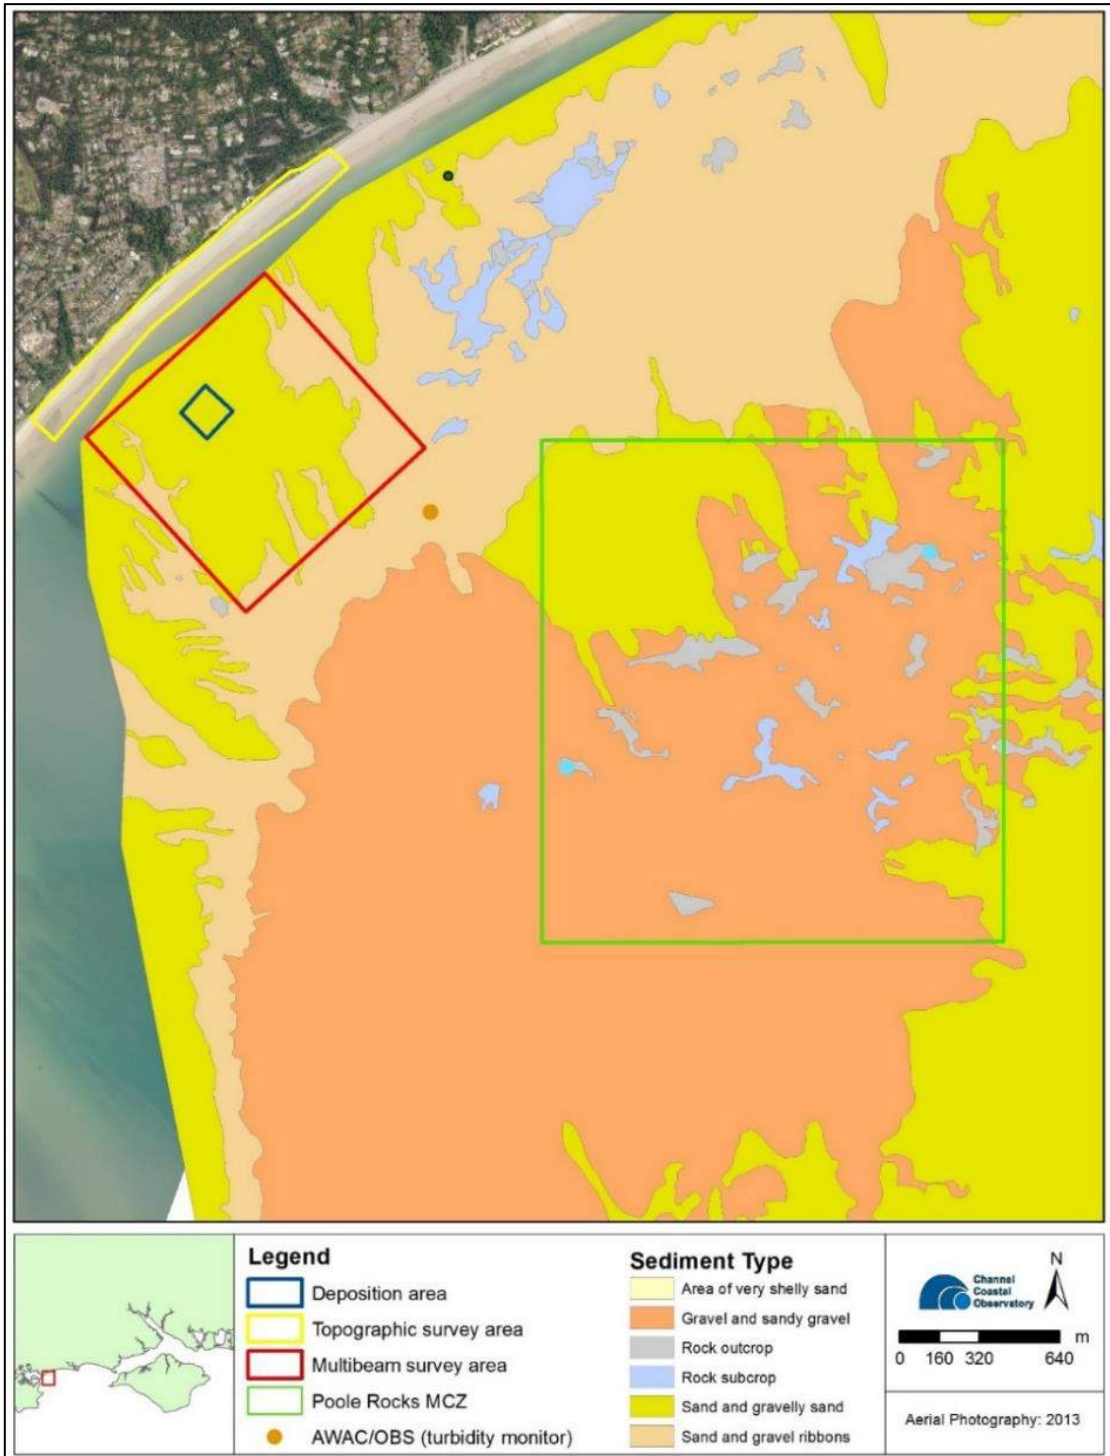 Legend
Deposition area
Topographic survey area
Multibeam survey area
Poole Rocks MCZ
AWAC/OBS (turbidity monitor)
Sediment Type
Area of very shelly sand
Gravel and sandy gravel
Rock outcrop
Rock subcrop
Sand and gravelly sand
Sand and gravel ribbons
Channel
Coastal
Observatory
N
m
0 160 320 640
Aerial Photography: 2013